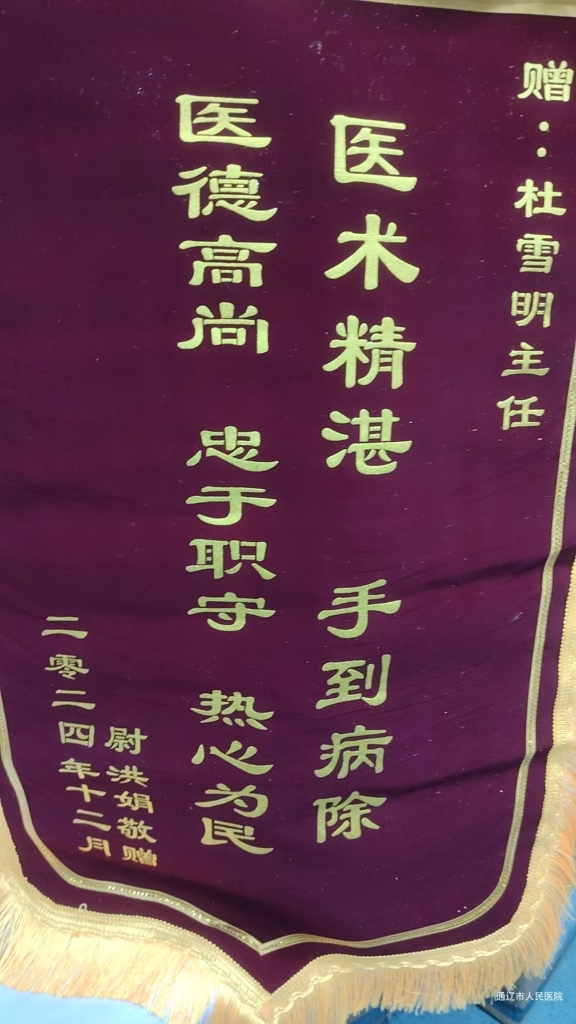 赠：杜雪明主任
医术精湛 手到病除
医德高尚 忠于职守 热心为民
尉洪娟敬赠
二零二四年十二月
通辽市人民医院